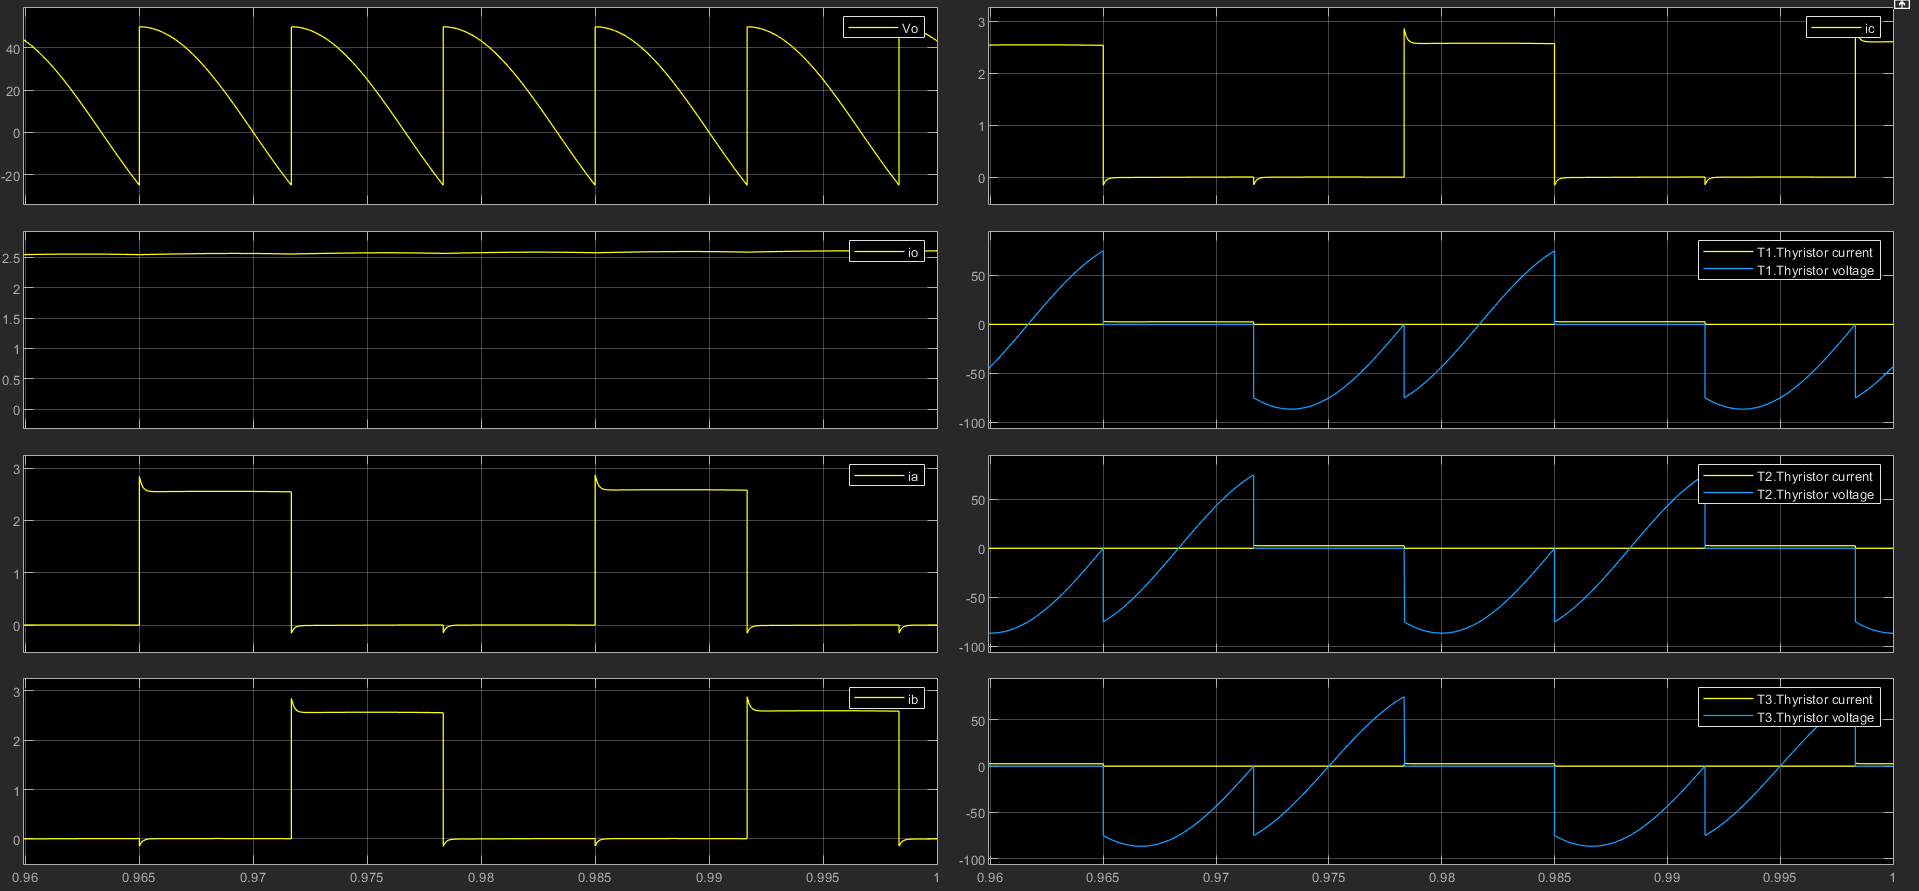 Vo
40
20
0
-20
io
2.5
2
1.5
1
0.5
0
ia
3
2
1
0
ib
3
2
1
0
0.96 0.965 0.97 0.975 0.98 0.985 0.99 0.995 1
ic
3
2
1
0
T1.Thyristor current
T1.Thyristor voltage
50
0
-50
-100
T2.Thyristor current
T2.Thyristor voltage
50
0
-50
-100
T3.Thyristor current
T3.Thyristor voltage
50
0
-50
-100
0.96 0.965 0.97 0.975 0.98 0.985 0.99 0.995 1